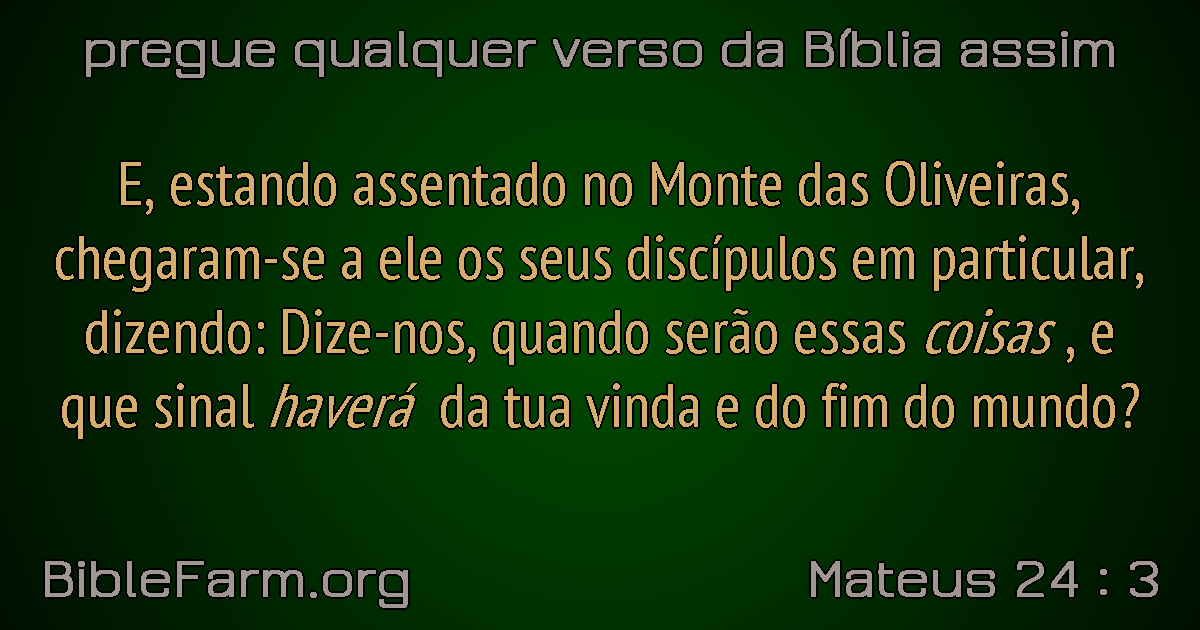 pregue qualquer verso da Bíblia assim
E, estando assentado no Monte das Oliveiras,
chegaram-se a ele os seus discípulos em particular,
dizendo: Dize-nos, quando serão essas coisas , e
que sinal haverá da tua vinda e do fim do mundo?
BibleFarm.org
Mateus 24 : 3